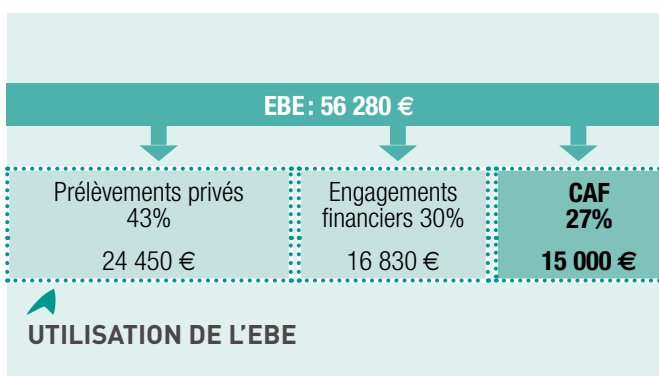 EBE : 56 280 €
Prélèvements privés
43%
24 450 €
Engagements
financiers 30%
16 830 €
CAF
27%
15 000 €
UTILISATION DE L'EBE